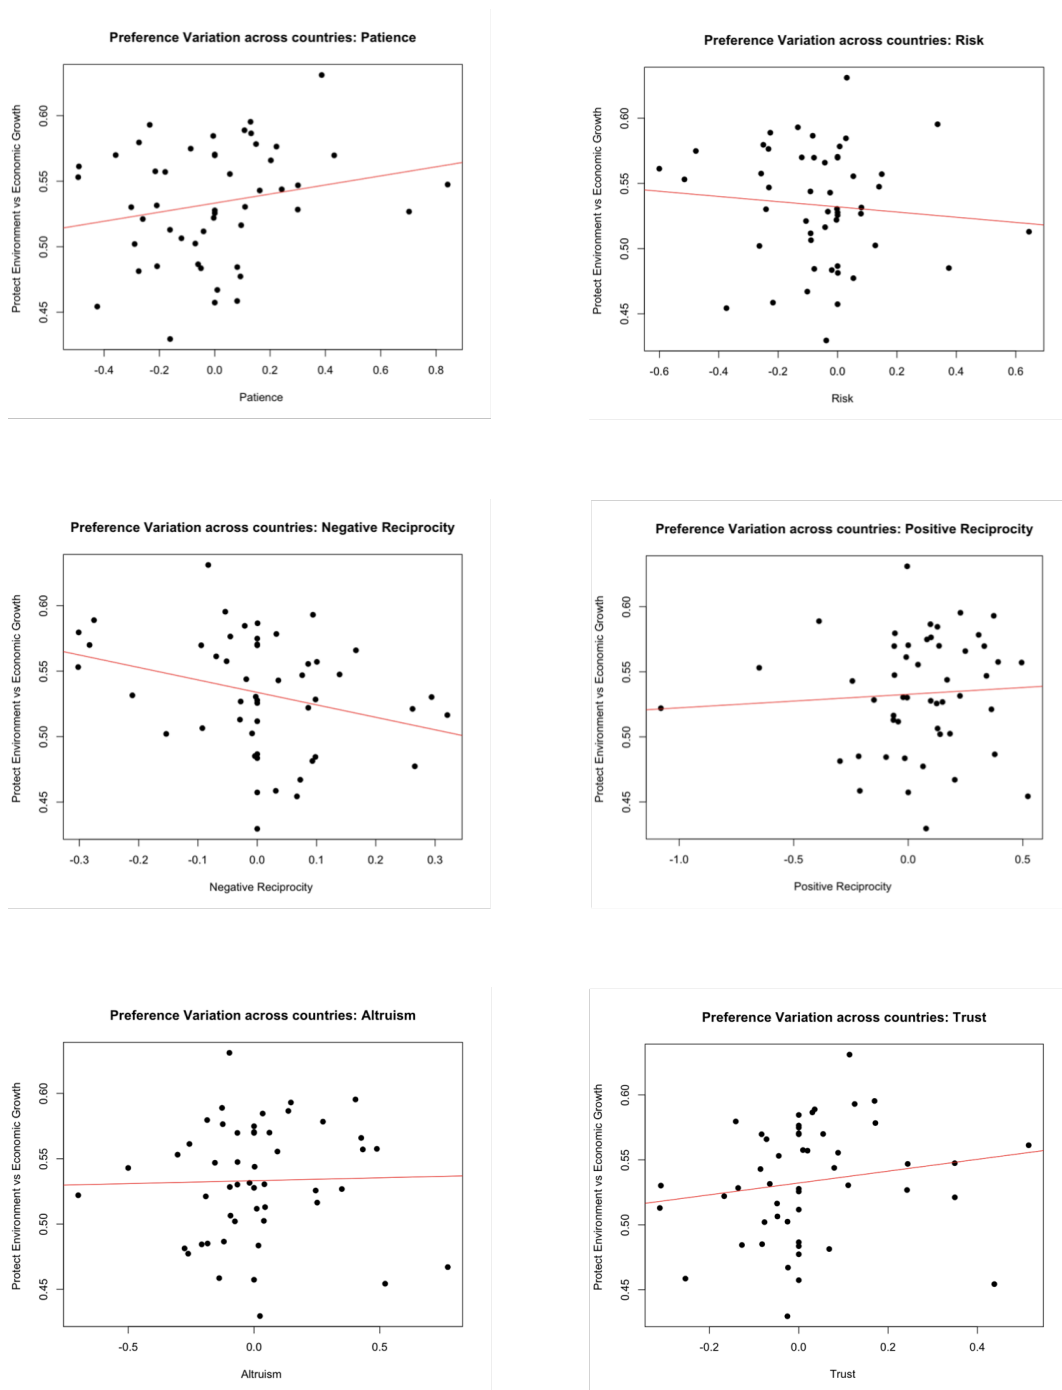 Preference Variation across countries: Patience
Protect Environment vs Economic Growth
0.60
0.55
0.50
0.45
-0.4 -0.2 0.0 0.2 0.4 0.6 0.8
Patience
Preference Variation across countries: Risk
Protect Environment vs Economic Growth
0.60
0.55
0.50
0.45
-0.6 -0.4 -0.2 0.0 0.2 0.4 0.6
Risk
Preference Variation across countries: Negative Reciprocity
Protect Environment vs Economic Growth
0.60
0.55
0.50
0.45
-0.3 -0.2 -0.1 0.0 0.1 0.2 0.3
Negative Reciprocity
Preference Variation across countries: Positive Reciprocity
Protect Environment vs Economic Growth
0.60
0.55
0.50
0.45
-1.0 -0.5 0.0 0.5
Positive Reciprocity
Preference Variation across countries: Altruism
Protect Environment vs Economic Growth
0.60
0.55
0.50
0.45
-0.5 0.0 0.5
Altruism
Preference Variation across countries: Trust
Protect Environment vs Economic Growth
0.60
0.55
0.50
0.45
-0.2 0.0 0.2 0.4
Trust